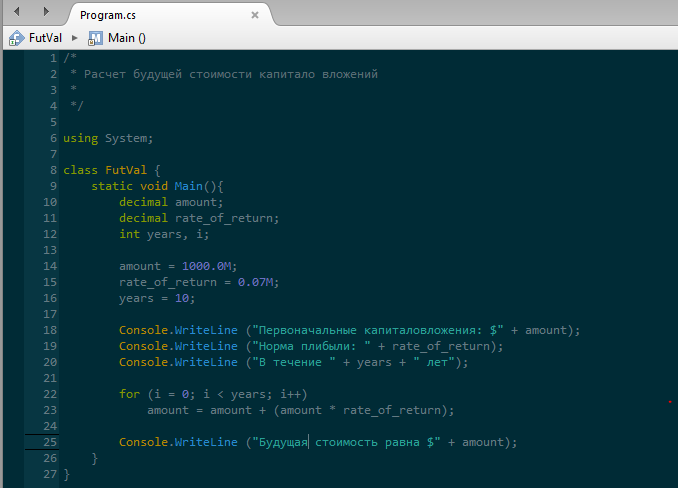 Program.cs
FutVal Main ()
1 /*
2  * Расчет будущей стоимости капитало вложений
3  *
4  */
5
6 using System;
7
8 class FutVal {
9     static void Main(){
10         decimal amount;
11         decimal rate_of_return;
12         int years, i;
13
14         amount = 1000.0M;
15         rate_of_return = 0.07M;
16         years = 10;
17
18         Console.WriteLine ("Первоначальные капиталовложения: $" + amount);
19         Console.WriteLine ("Норма плибыли: " + rate_of_return);
20         Console.WriteLine ("В течение " + years + " лет");
21
22         for (i = 0; i < years; i++)
23             amount = amount + (amount * rate_of_return);
24
25         Console.WriteLine ("Будущая стоимость равна $" + amount);
26     }
27 }